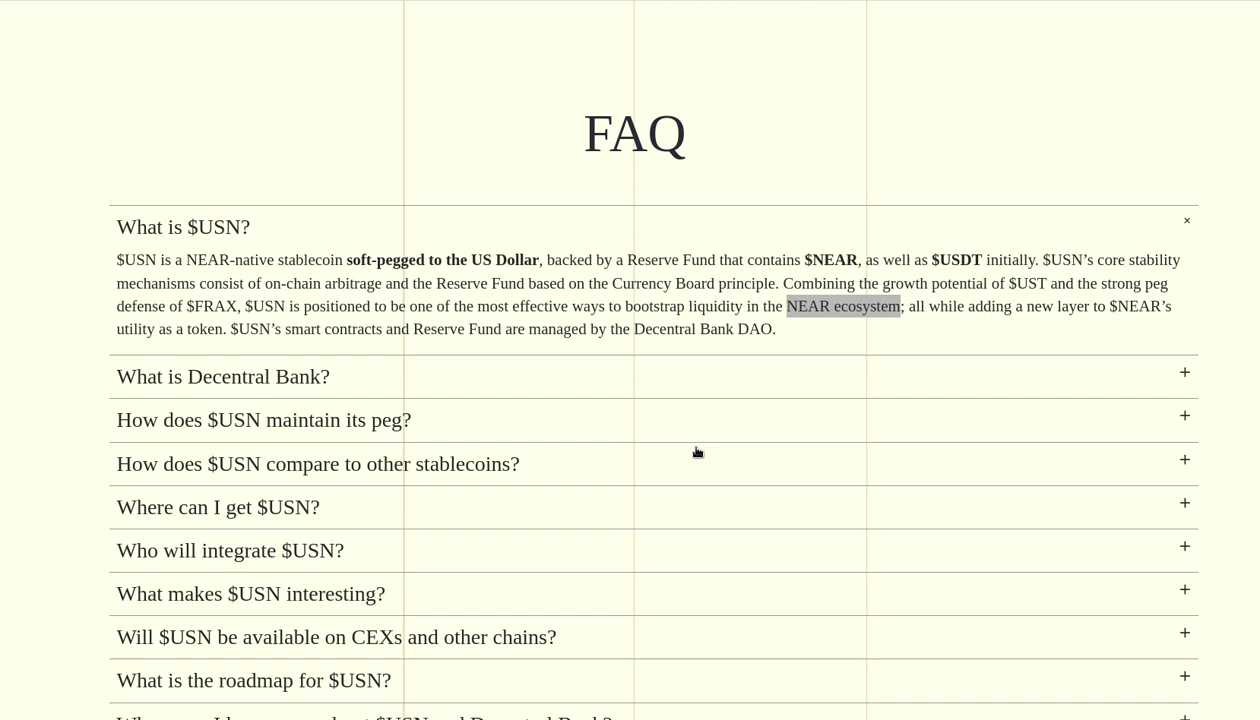 FAQ
What is $USN?
×
$USN is a NEAR-native stablecoin soft-pegged to the US Dollar, backed by a Reserve Fund that contains $NEAR, as well as $USDT initially. $USN’s core stability
mechanisms consist of on-chain arbitrage and the Reserve Fund based on the Currency Board principle. Combining the growth potential of $UST and the strong peg
defense of $FRAX, $USN is positioned to be one of the most effective ways to bootstrap liquidity in the NEAR ecosystem; all while adding a new layer to $NEAR’s
utility as a token. $USN’s smart contracts and Reserve Fund are managed by the Decentral Bank DAO.
What is Decentral Bank? +
How does $USN maintain its peg? +
How does $USN compare to other stablecoins? +
Where can I get $USN? +
Who will integrate $USN? +
What makes $USN interesting? +
Will $USN be available on CEXs and other chains? +
What is the roadmap for $USN? +